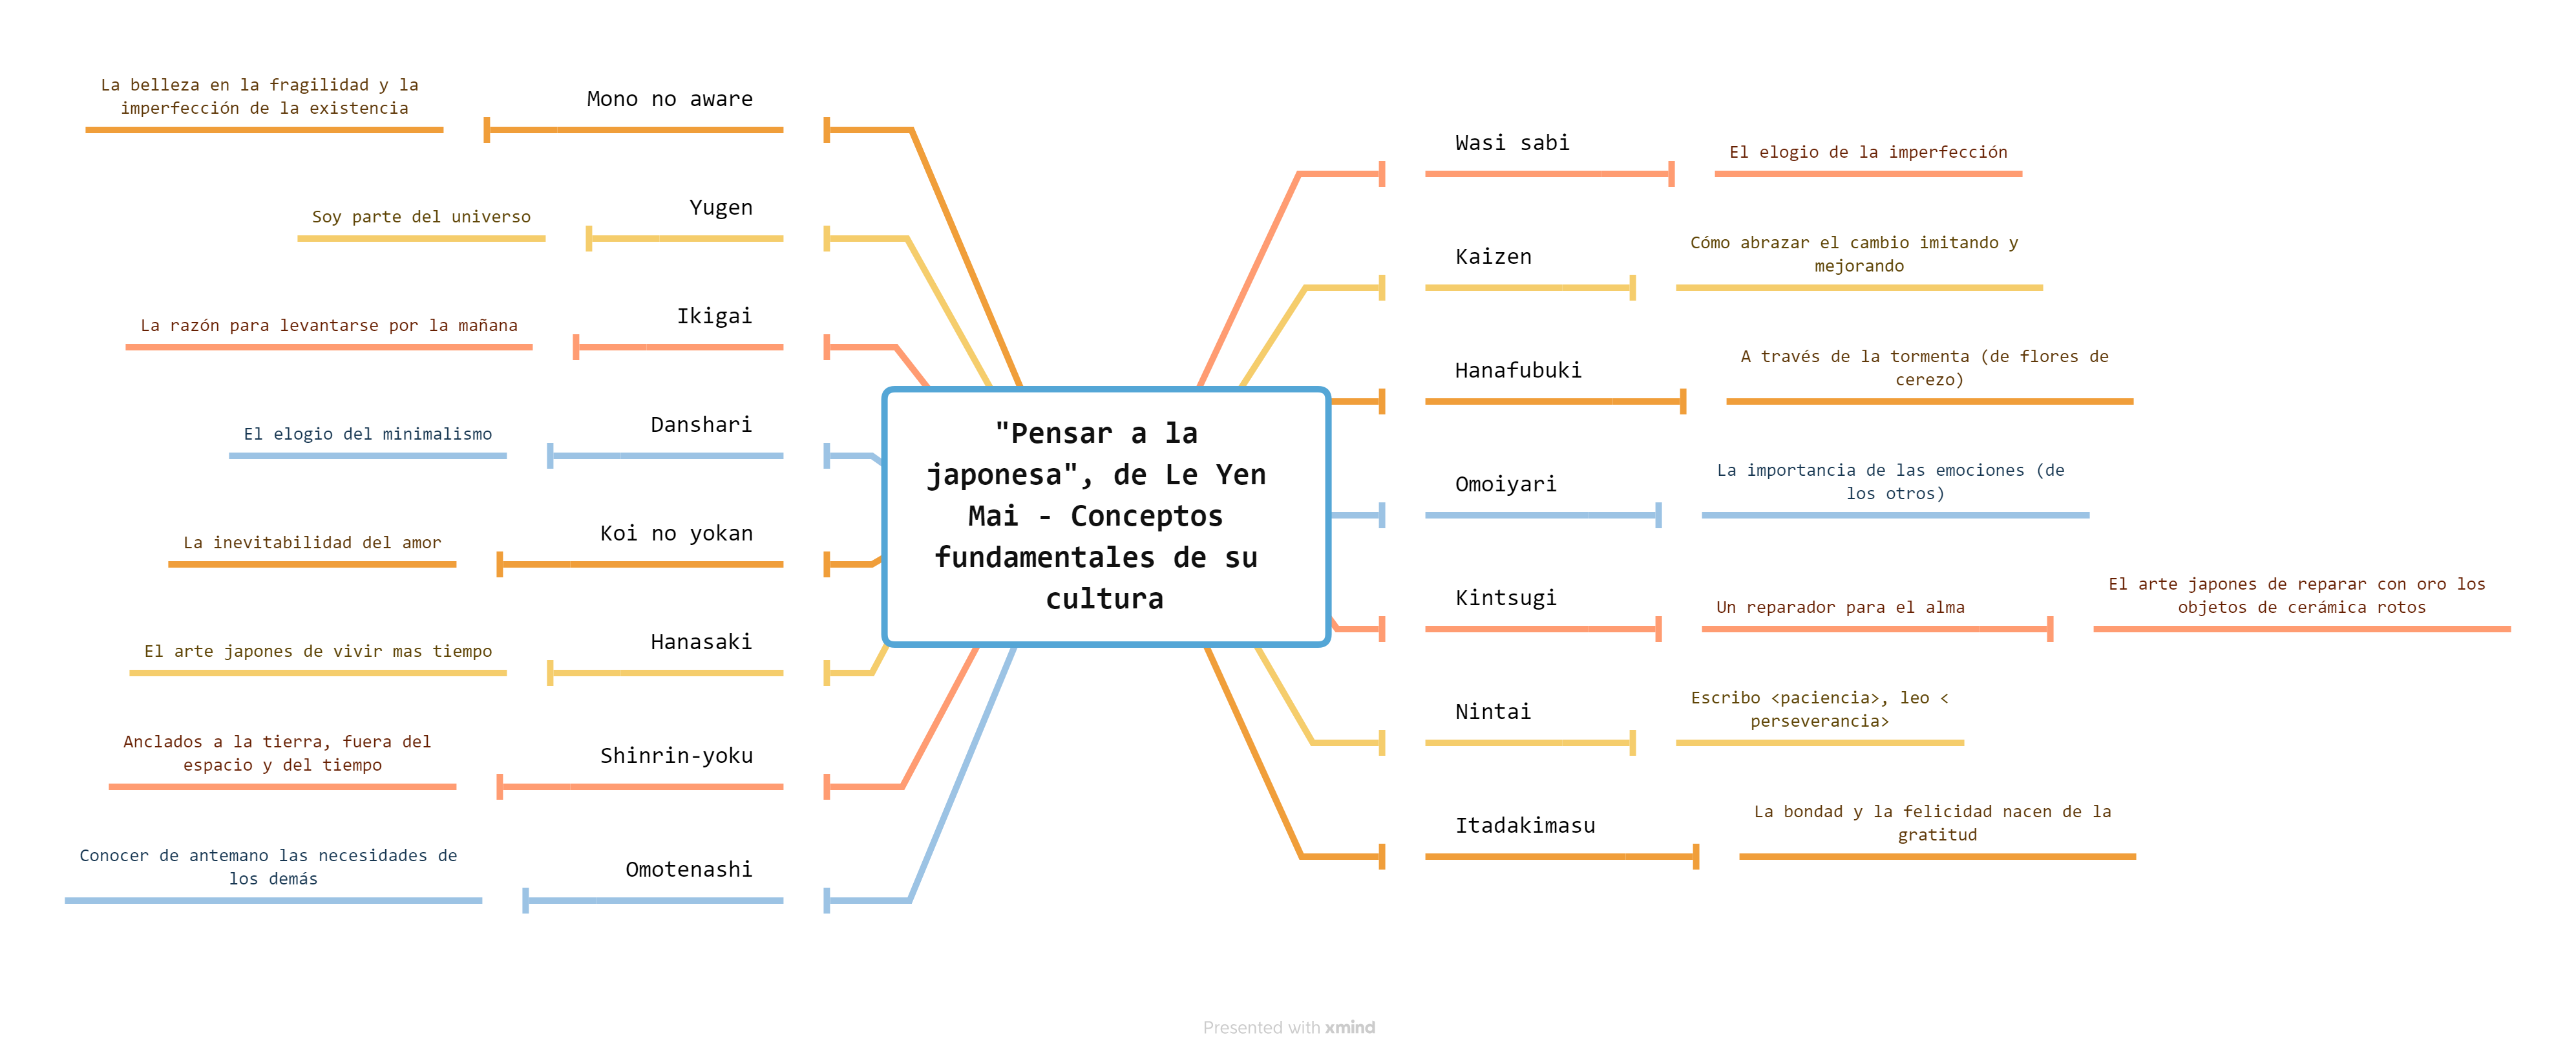 "Pensar a la
japonesa", de Le Yen
Mai - Conceptos
fundamentales de su
cultura
Wasi sabi
El elogio de la imperfección
Kaizen
Cómo abrazar el cambio imitando y
mejorando
Hanafubuki
A través de la tormenta (de flores de
cerezo)
Omoiyari
La importancia de las emociones (de
los otros)
Kintsugi
Un reparador para el alma
El arte japones de reparar con oro los
objetos de cerámica rotos
Nintai
Escribo <paciencia>, leo <
perseverancia>
Itadakimasu
La bondad y la felicidad nacen de la
gratitud
Mono no aware
La belleza en la fragilidad y la
imperfección de la existencia
Yugen
Soy parte del universo
Ikigai
La razón para levantarse por la mañana
Danshari
El elogio del minimalismo
Koi no yokan
La inevitabilidad del amor
Hanasaki
El arte japones de vivir mas tiempo
Shinrin-yoku
Anclados a la tierra, fuera del
espacio y del tiempo
Omotenashi
Conocer de antemano las necesidades de
los demás
Presented with xmind